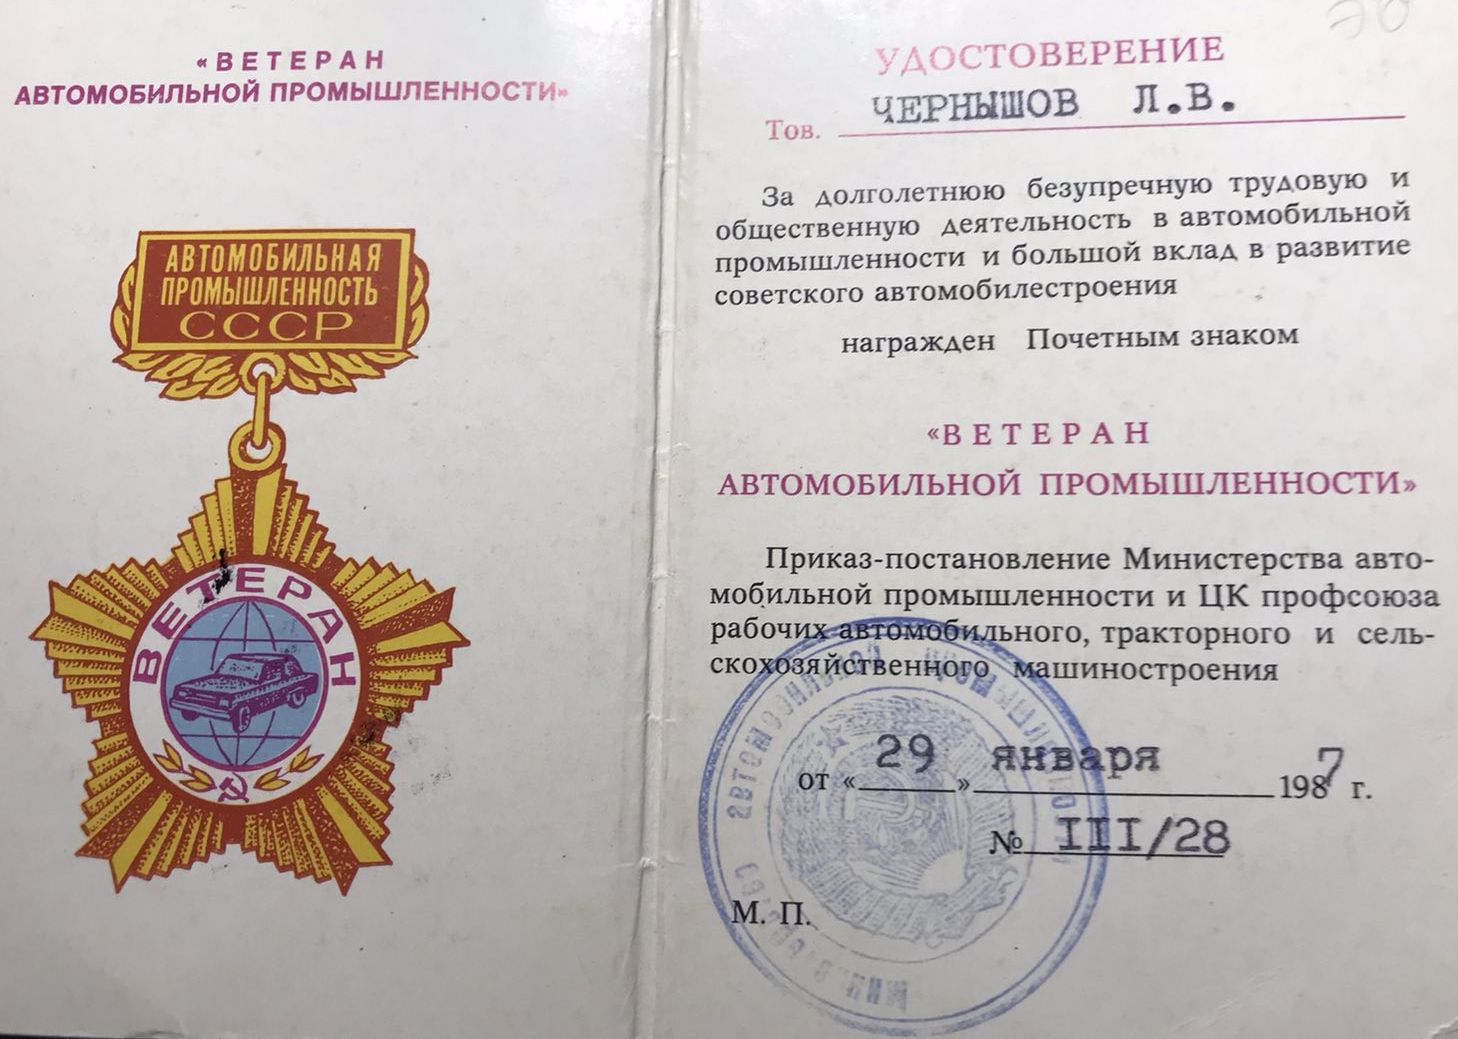 «ВЕТЕРАН
АВТОМОБИЛЬНОЙ ПРОМЫШЛЕННОСТИ»
АВТОМОБИЛЬНАЯ
ПРОМЫШЛЕННОСТЬ
СССР
ВЕТЕРАН
УДОСТОВЕРЕНИЕ
Тов. ЧЕРНЫШОВ Л.В.
За долголетнюю безупречную трудовую и
общественную деятельность в автомобильной
промышленности и большой вклад в развитие
советского автомобилестроения
награжден Почетным знаком
«ВЕТЕРАН
АВТОМОБИЛЬНОЙ ПРОМЫШЛЕННОСТИ»
Приказ-постановление Министерства авто-
мобильной промышленности и ЦК профсоюза
рабочих автомобильного, тракторного и сель-
скохозяйственного машиностроения
от «29» января 1987 г.
№ III/28
М. П.
автомобильной промышленности